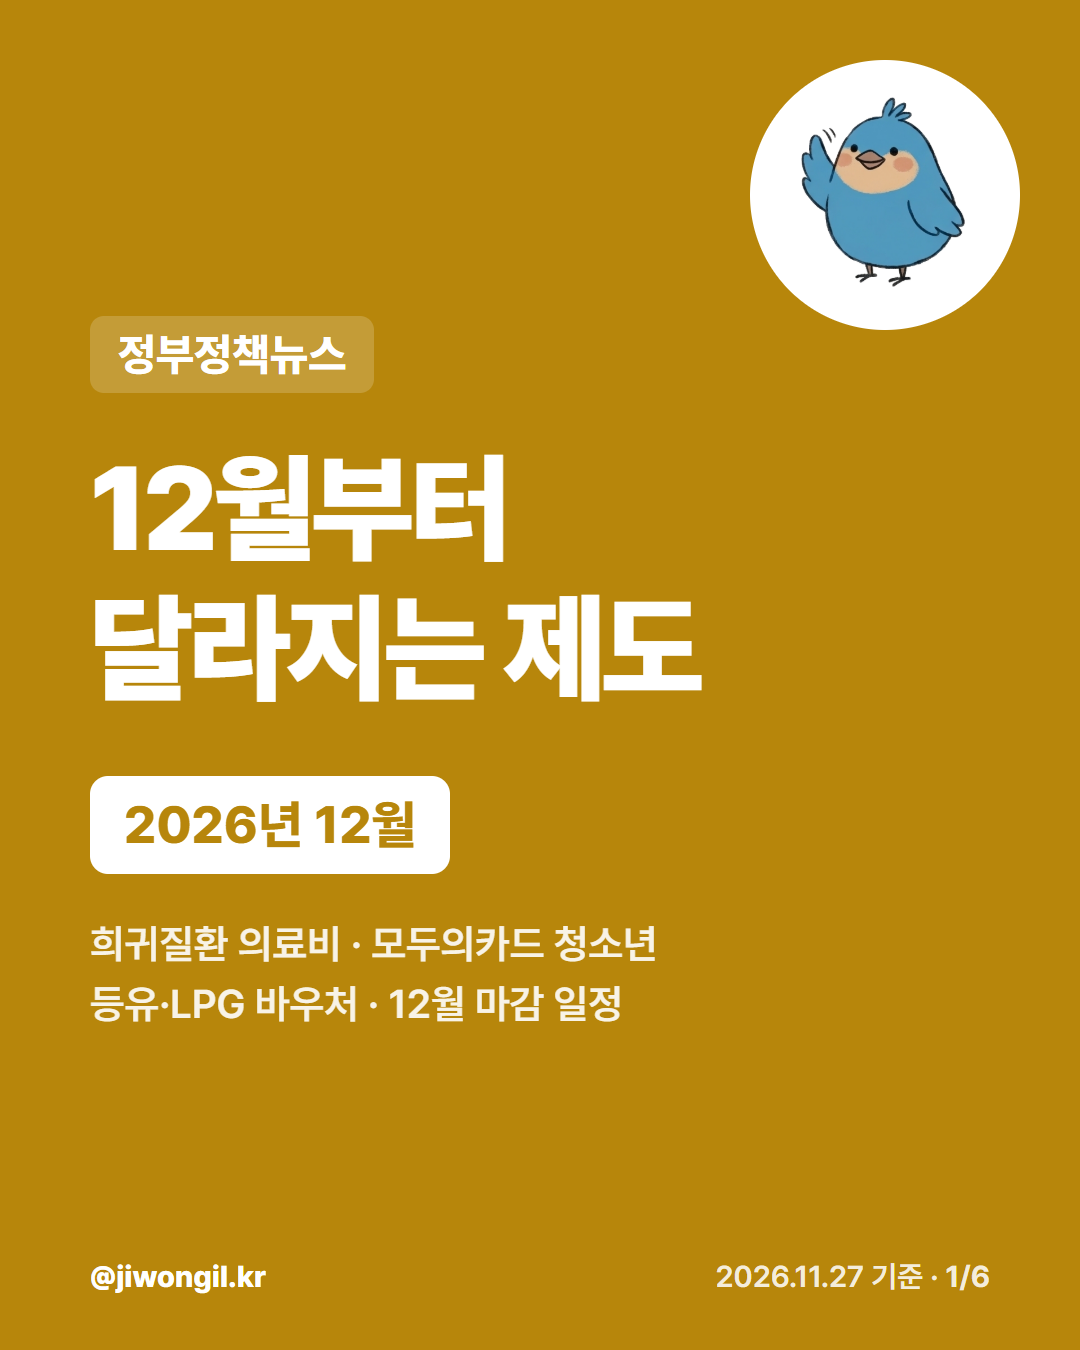 정부정책뉴스
12월부터
달라지는 제도
2026년 12월
희귀질환 의료비 · 모두의카드 청소년
등유·LPG 바우처 · 12월 마감 일정
@jiwongil.kr
2026.11.27 기준 · 1/6